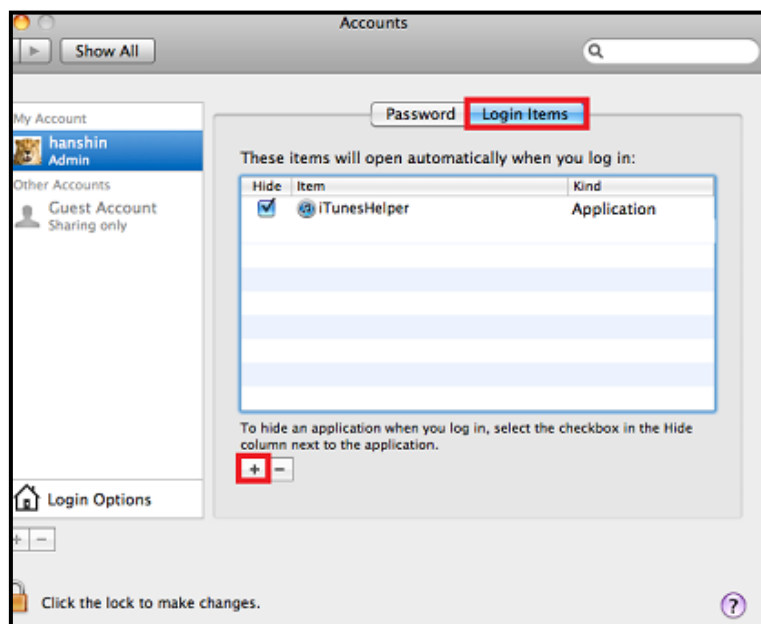 Accounts
Show All
My Account
hanshin
Admin
Other Accounts
Guest Account
Sharing only
Login Options
+ −
Password Login Items
These items will open automatically when you log in:
Hide Item Kind
iTunesHelper Application
To hide an application when you log in, select the checkbox in the Hide
column next to the application.
+ −
Click the lock to make changes.
?